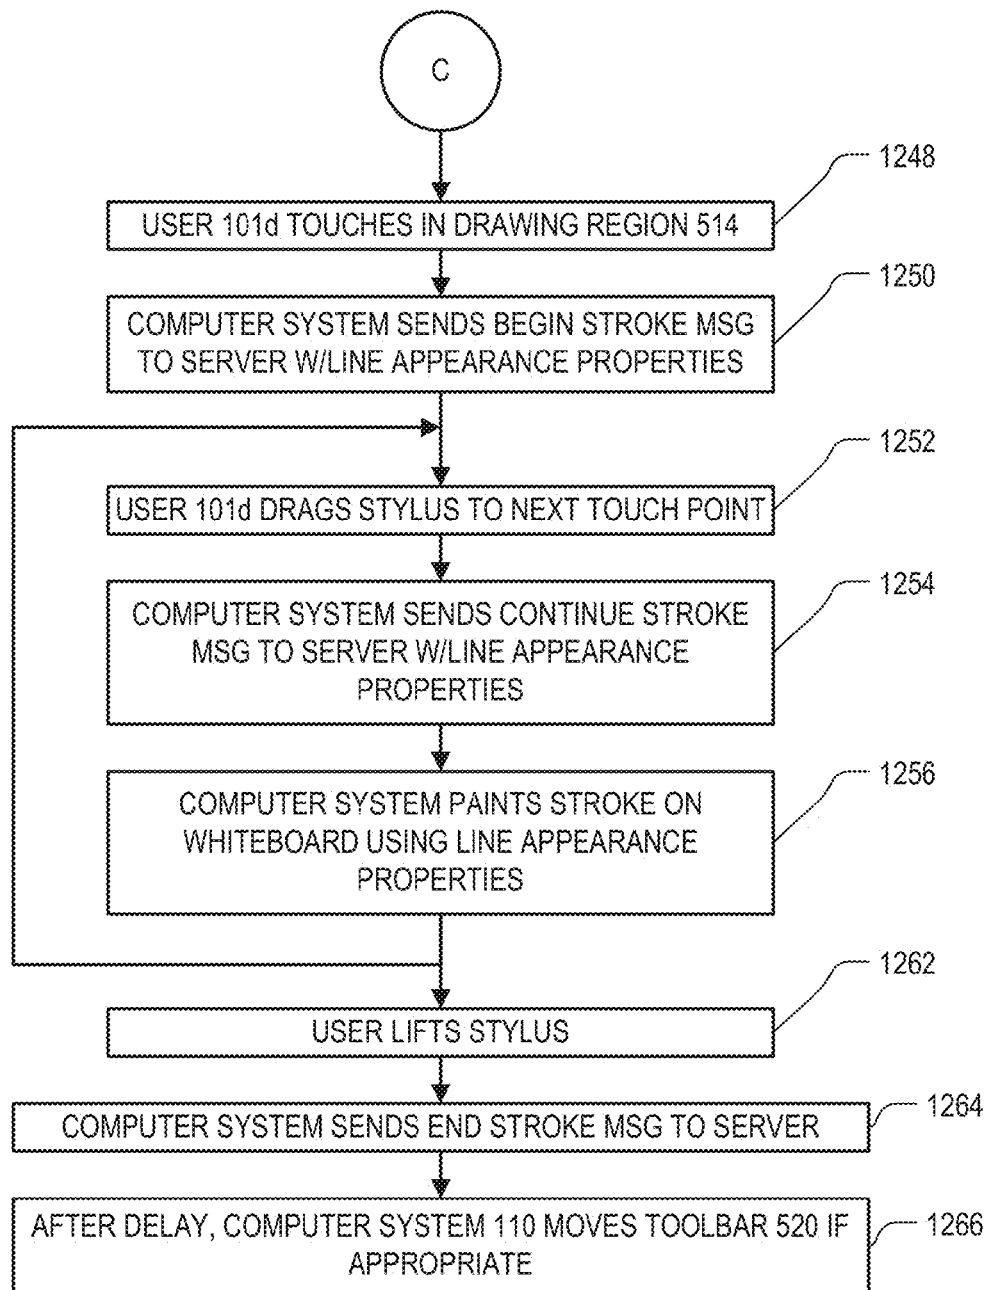 C
1248
USER 101d TOUCHES IN DRAWING REGION 514
1250
COMPUTER SYSTEM SENDS BEGIN STROKE MSG
TO SERVER W/LINE APPEARANCE PROPERTIES
1252
USER 101d DRAGS STYLUS TO NEXT TOUCH POINT
1254
COMPUTER SYSTEM SENDS CONTINUE STROKE
MSG TO SERVER W/LINE APPEARANCE
PROPERTIES
1256
COMPUTER SYSTEM PAINTS STROKE ON
WHITEBOARD USING LINE APPEARANCE
PROPERTIES
1262
USER LIFTS STYLUS
1264
COMPUTER SYSTEM SENDS END STROKE MSG TO SERVER
1266
AFTER DELAY, COMPUTER SYSTEM 110 MOVES TOOLBAR 520 IF
APPROPRIATE